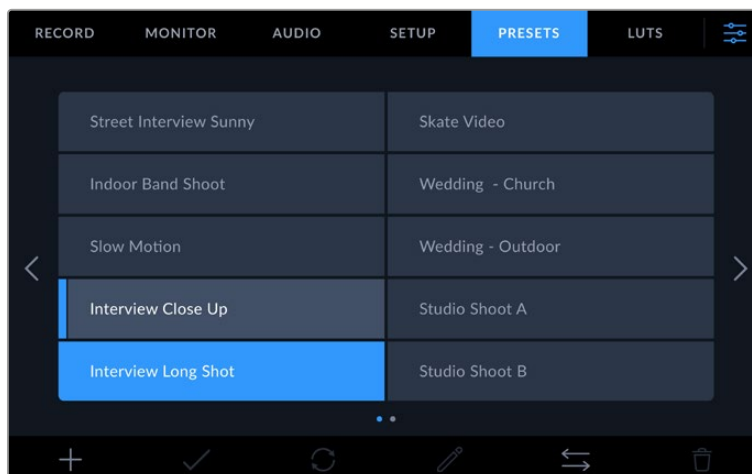 RECORD MONITOR AUDIO SETUP PRESETS LUTS
Street Interview Sunny Skate Video
Indoor Band Shoot Wedding - Church
Slow Motion Wedding - Outdoor
Interview Close Up Studio Shoot A
Interview Long Shot Studio Shoot B